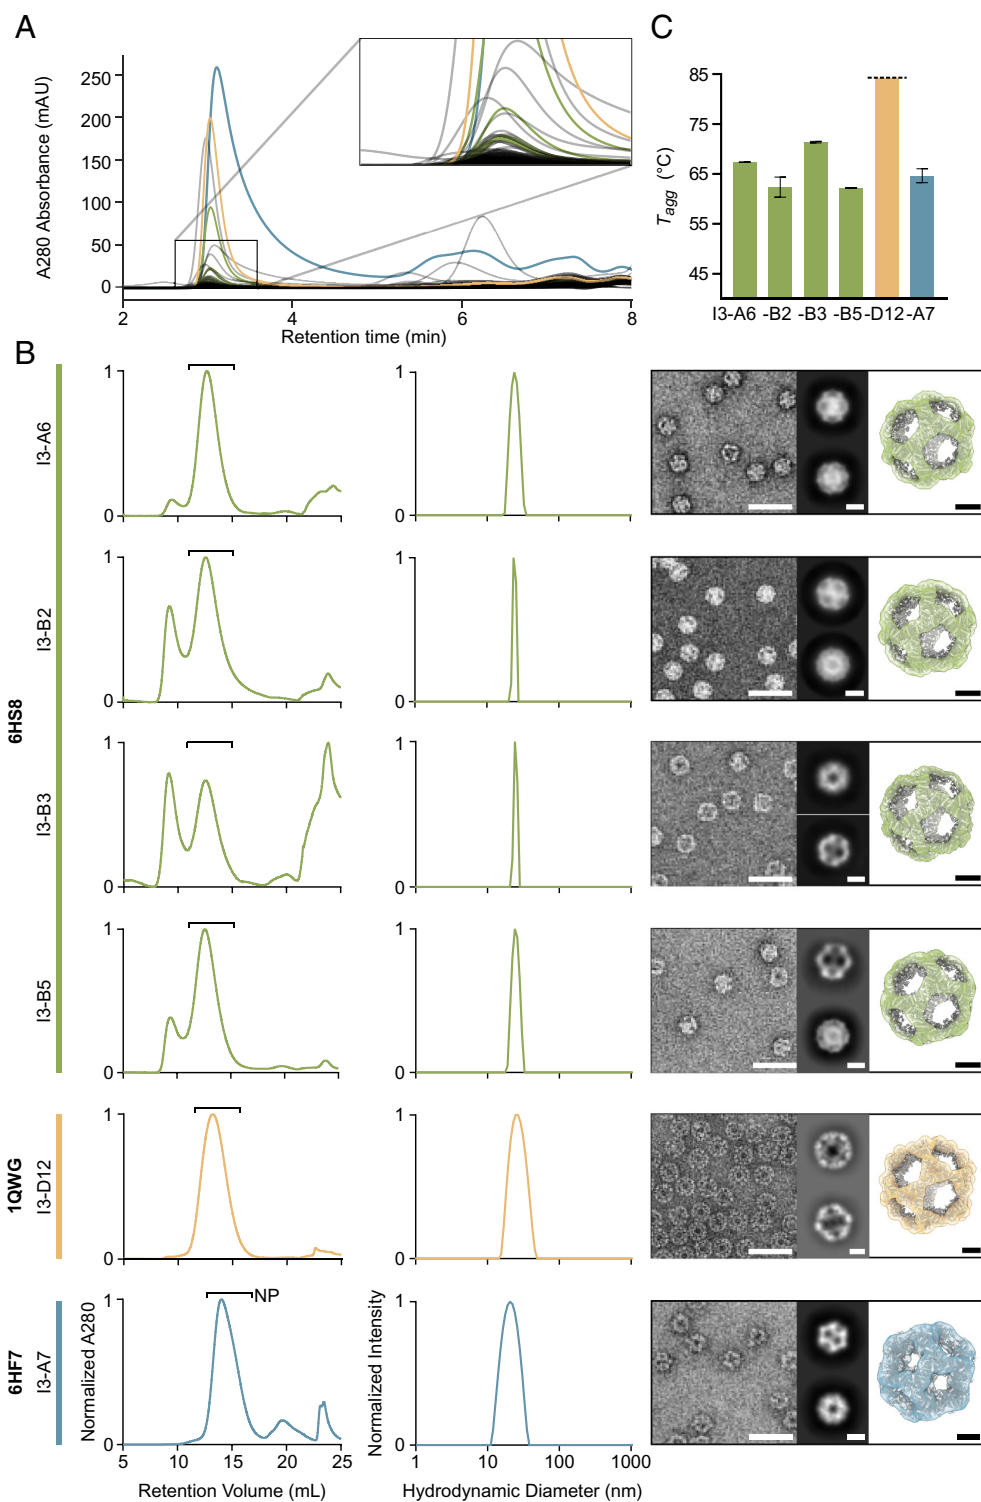 A
C
A280 Absorbance (mAU)
250
200
150
100
50
0
2
4
6
8
Retention time (min)
Tagg (°C)
85
75
65
55
45
I3-A6 -B2 -B3 -B5 -D12 -A7
B
6HS8
I3-A6
1
0
1
0
I3-B2
1
0
1
0
I3-B3
1
0
1
0
I3-B5
1
0
1
0
1QWG
I3-D12
1
0
1
0
6HF7
I3-A7
Normalized A280
1
0
NP
Normalized Intensity
1
0
5 10 15 20 25
1 10 100 1000
Retention Volume (mL)
Hydrodynamic Diameter (nm)